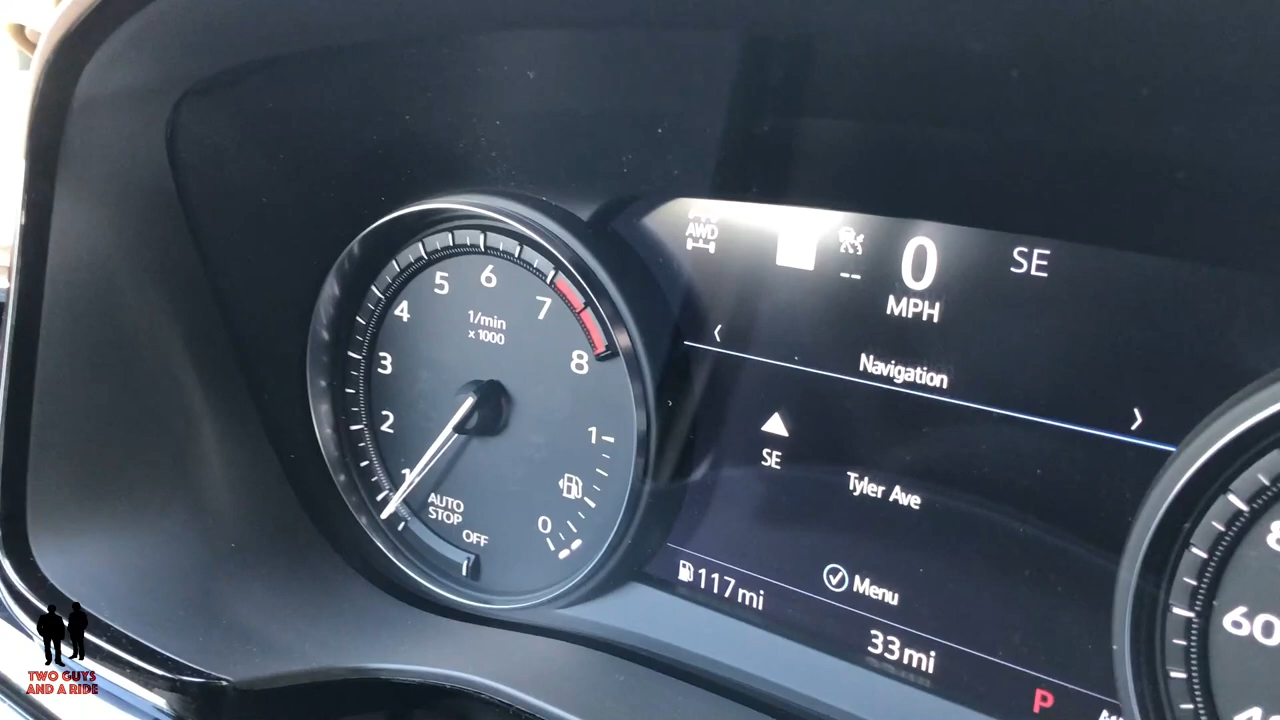 AWD
--
0
MPH
SE
‹
Navigation
›
SE
Tyler Ave
Menu
117 mi
33 mi
P
1
2
3
4
5
6
7
8
1/min
x 1000
AUTO
STOP
OFF
1
0
60
TWO GUYS
AND A RIDE